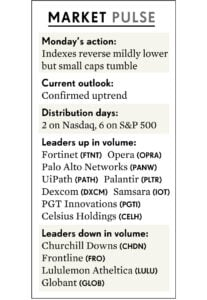 MARKET PULSE
Monday's action:
Indexes reverse mildly lower
but small caps tumble
Current outlook:
Confirmed uptrend
Distribution days:
2 on Nasdaq, 6 on S&P 500
Leaders up in volume:
Fortinet (FTNT) Opera (OPRA)
Palo Alto Networks (PANW)
UiPath (PATH) Palantir (PLTR)
Dexcom (DXCM) Samsara (IOT)
PGT Innovations (PGTI)
Celsius Holdings (CELH)
Leaders down in volume:
Churchill Downs (CHDN)
Frontline (FRO)
Lululemon Atheltica (LULU)
Globant (GLOB)